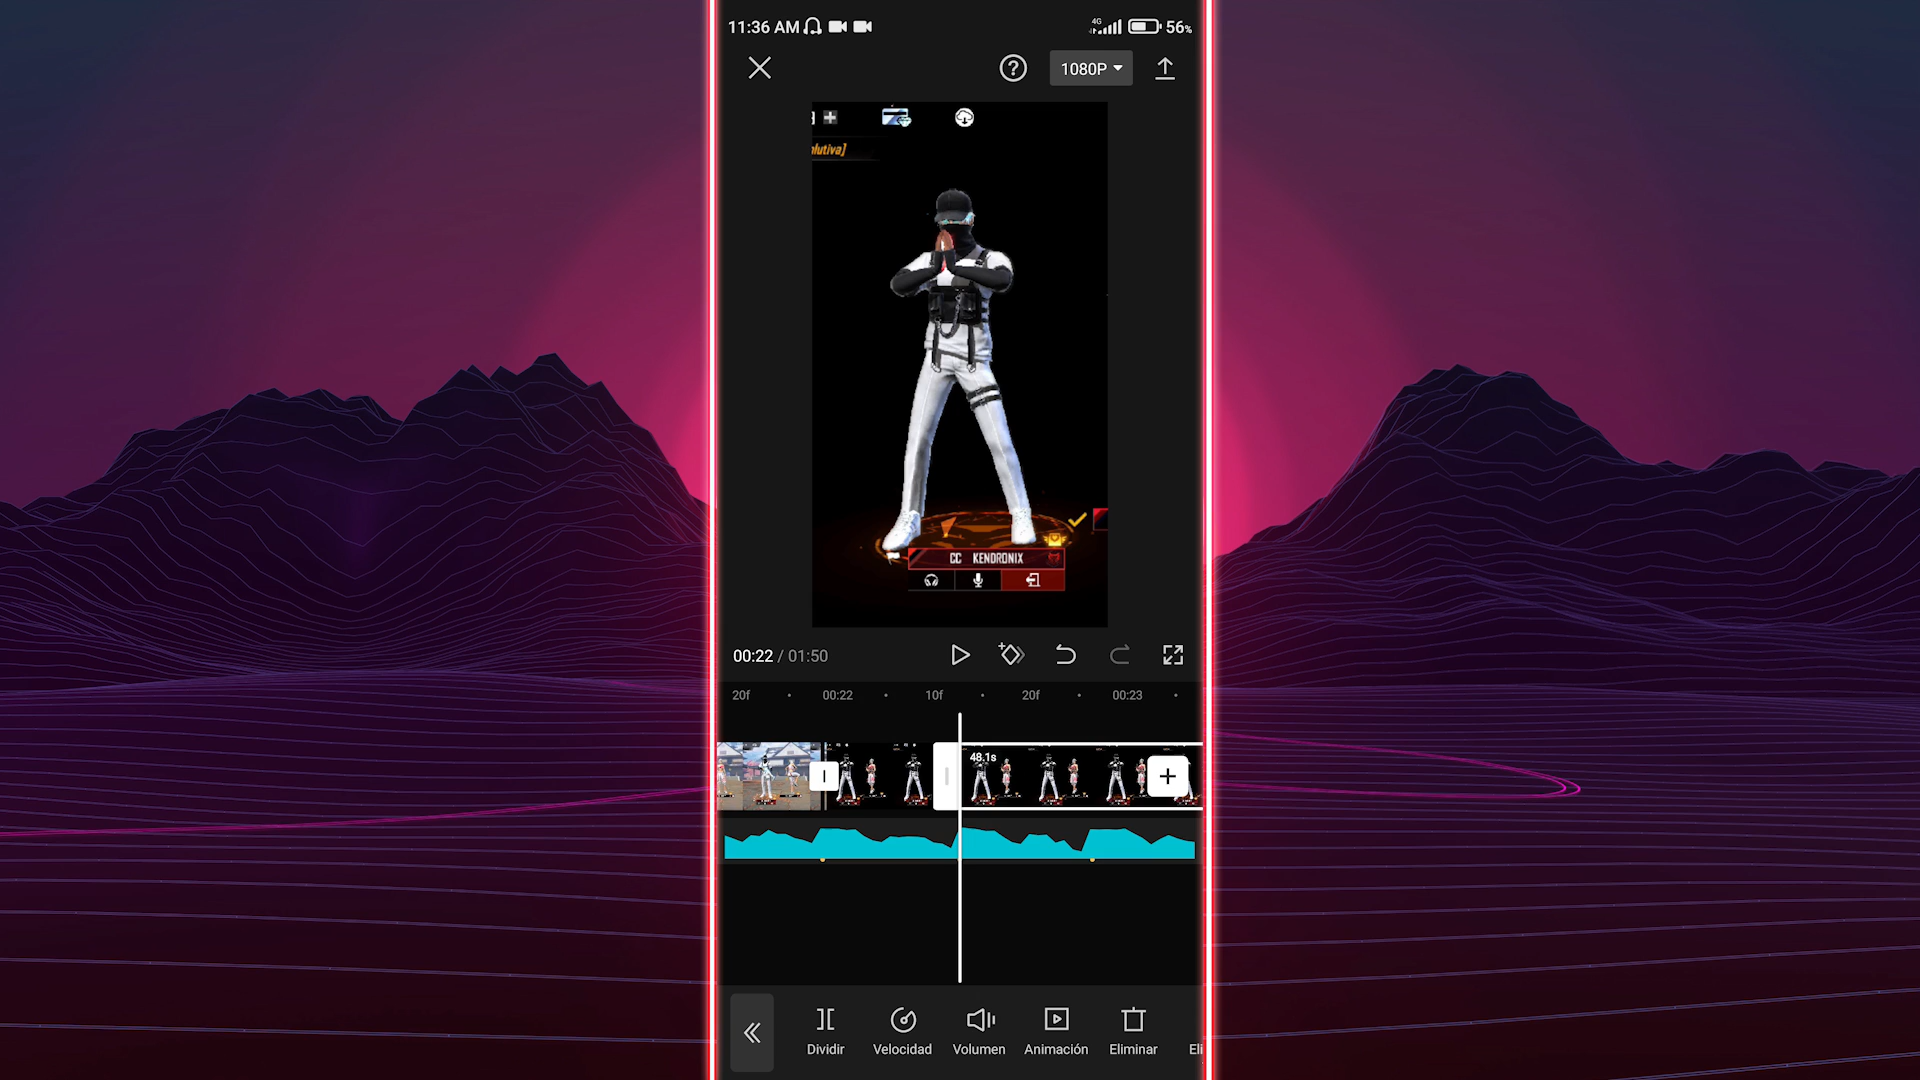 11:36 AM 4G 56%
1080P
lutiva]
CC KENDRONIX
00:22 / 01:50
20f 00:22 10f 20f 00:23
48.1s
Dividir Velocidad Volumen Animación Eliminar Eli